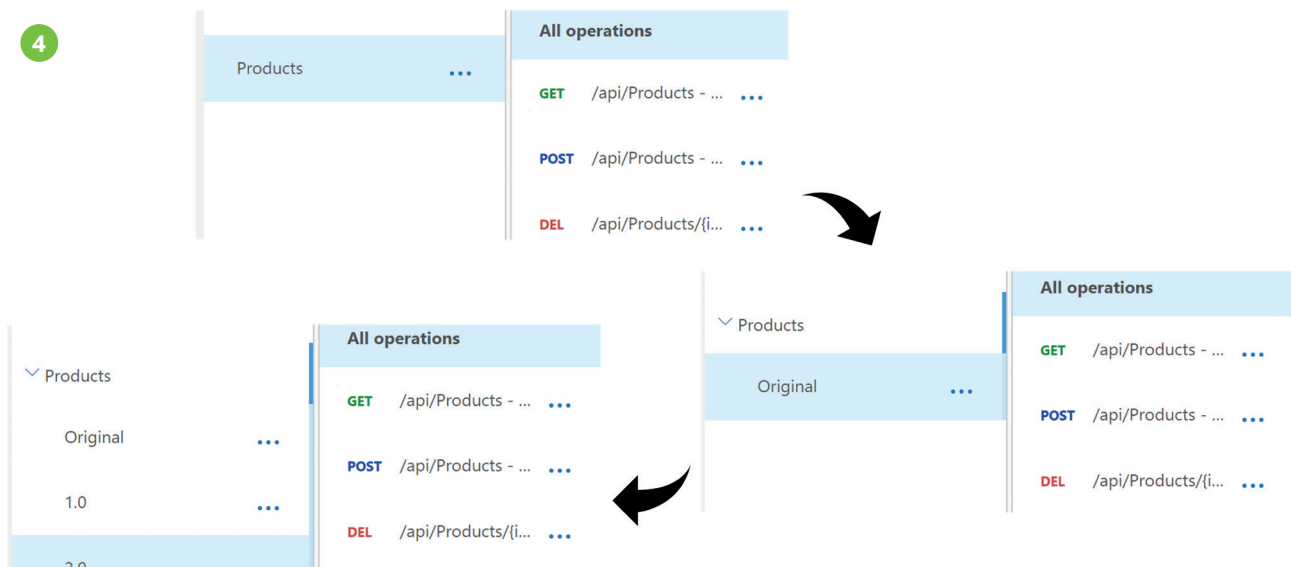 4
All operations
Products ...
GET /api/Products - ... ...
POST /api/Products - ... ...
DEL /api/Products/{i... ...
All operations
Products
GET /api/Products - ... ...
Original ...
POST /api/Products - ... ...
DEL /api/Products/{i... ...
All operations
Products
GET /api/Products - ... ...
Original ...
POST /api/Products - ... ...
1.0 ...
DEL /api/Products/{i... ...